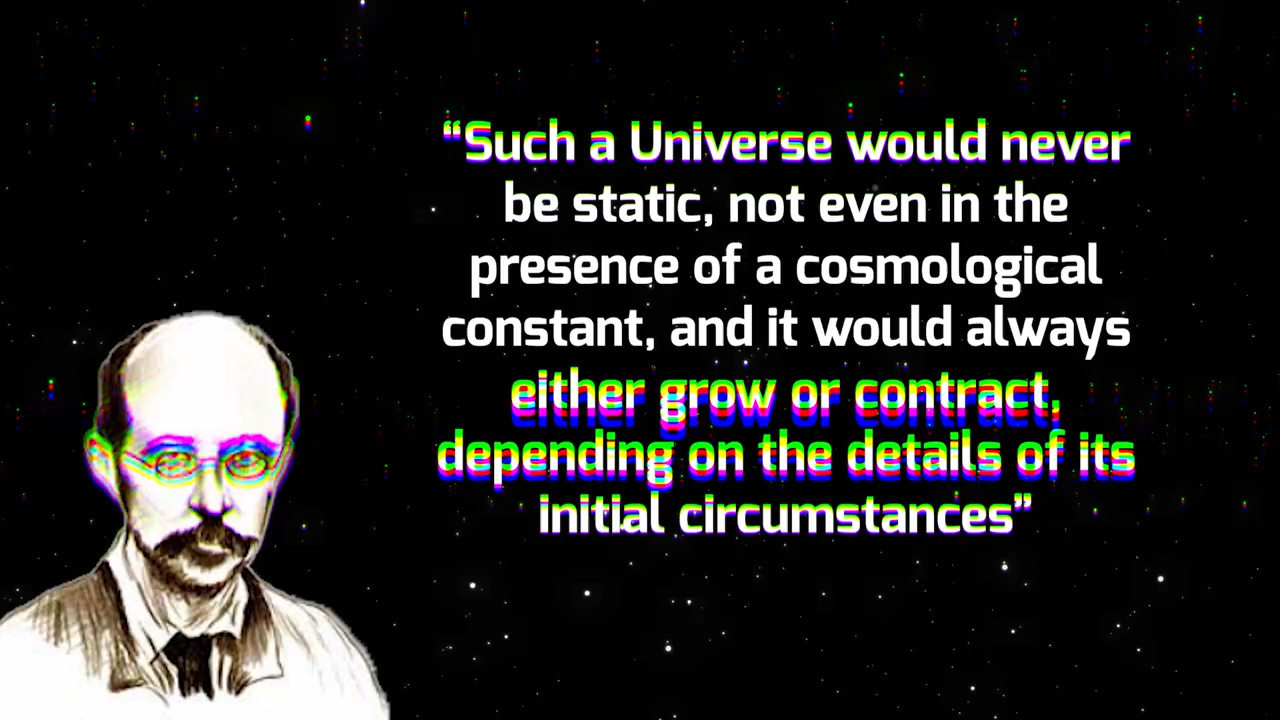 “Such a Universe would never
be static, not even in the
presence of a cosmological
constant, and it would always
either grow or contract,
depending on the details of its
initial circumstances”